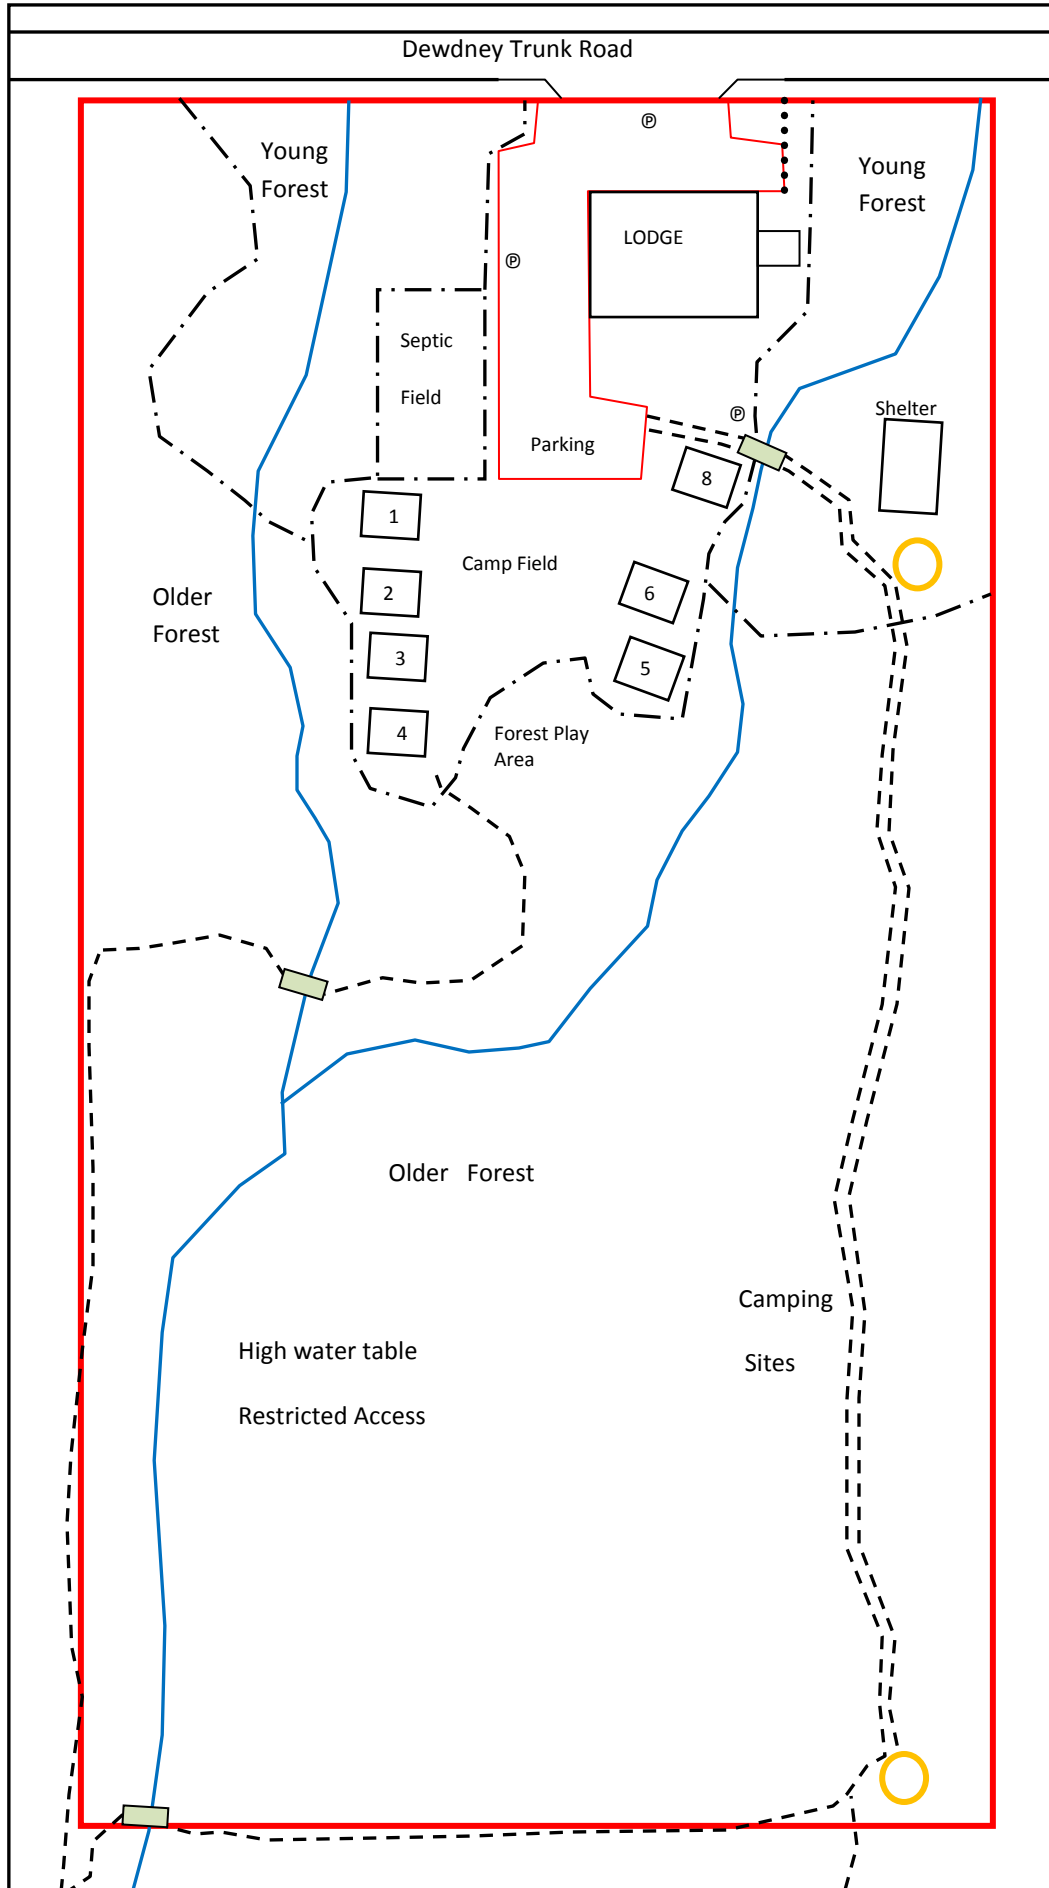 Dewdney Trunk Road
℗
Young
Forest
Young
Forest
LODGE
℗
Septic
Field
Shelter
℗
Parking
8
1
Camp Field
2
6
Older
Forest
3
5
4
Forest Play
Area
Older Forest
Camping
Sites
High water table
Restricted Access